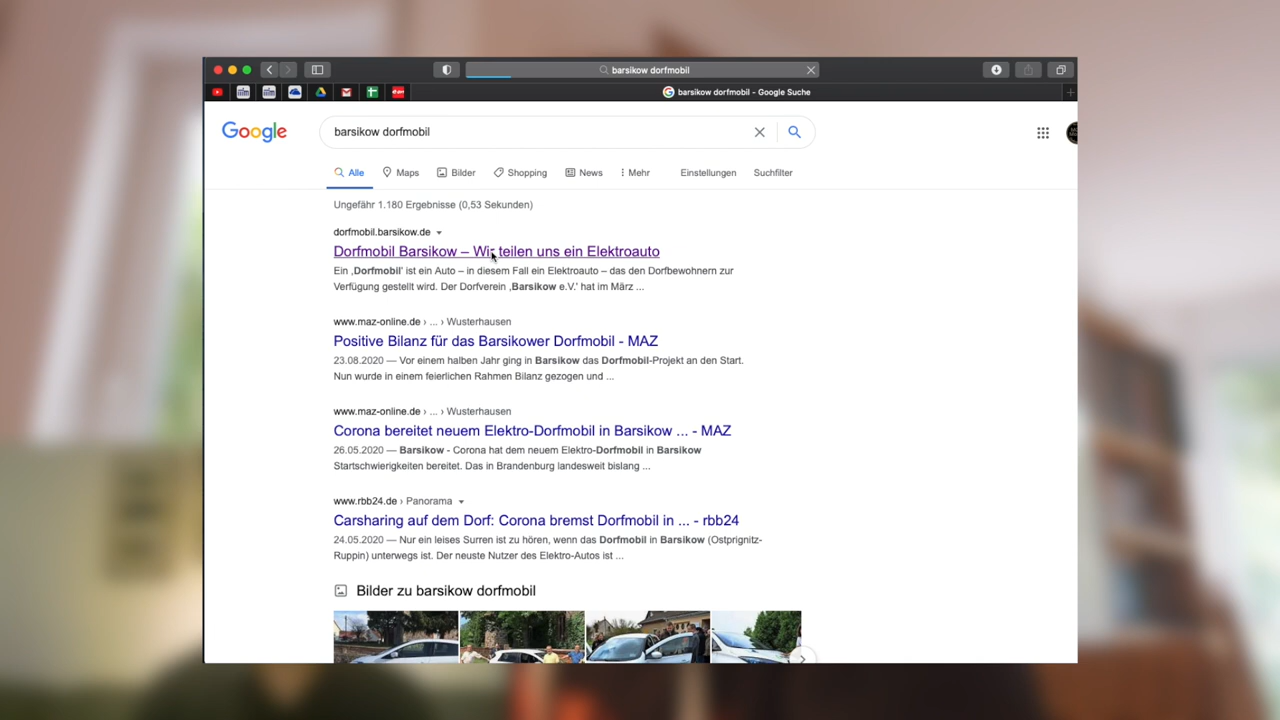 barsikow dorfmobil
barsikow dorfmobil - Google Suche
Google
barsikow dorfmobil
Alle
Maps
Bilder
Shopping
News
Mehr
Einstellungen
Suchfilter
Ungefähr 1.180 Ergebnisse (0,53 Sekunden)
dorfmobil.barsikow.de
Dorfmobil Barsikow – Wir teilen uns ein Elektroauto
Ein ‚Dorfmobil' ist ein Auto – in diesem Fall ein Elektroauto – das den Dorfbewohnern zur
Verfügung gestellt wird. Der Dorfverein ‚Barsikow e.V.' hat im März ...
www.maz-online.de › ... › Wusterhausen
Positive Bilanz für das Barsikower Dorfmobil - MAZ
23.08.2020 — Vor einem halben Jahr ging in Barsikow das Dorfmobil-Projekt an den Start.
Nun wurde in einem feierlichen Rahmen Bilanz gezogen und ...
www.maz-online.de › ... › Wusterhausen
Corona bereitet neuem Elektro-Dorfmobil in Barsikow ... - MAZ
26.05.2020 — Barsikow - Corona hat dem neuem Elektro-Dorfmobil in Barsikow
Startschwierigkeiten bereitet. Das in Brandenburg landesweit bislang ...
www.rbb24.de › Panorama
Carsharing auf dem Dorf: Corona bremst Dorfmobil in ... - rbb24
24.05.2020 — Nur ein leises Surren ist zu hören, wenn das Dorfmobil in Barsikow (Ostprignitz-
Ruppin) unterwegs ist. Der neuste Nutzer des Elektro-Autos ist ...
Bilder zu barsikow dorfmobil